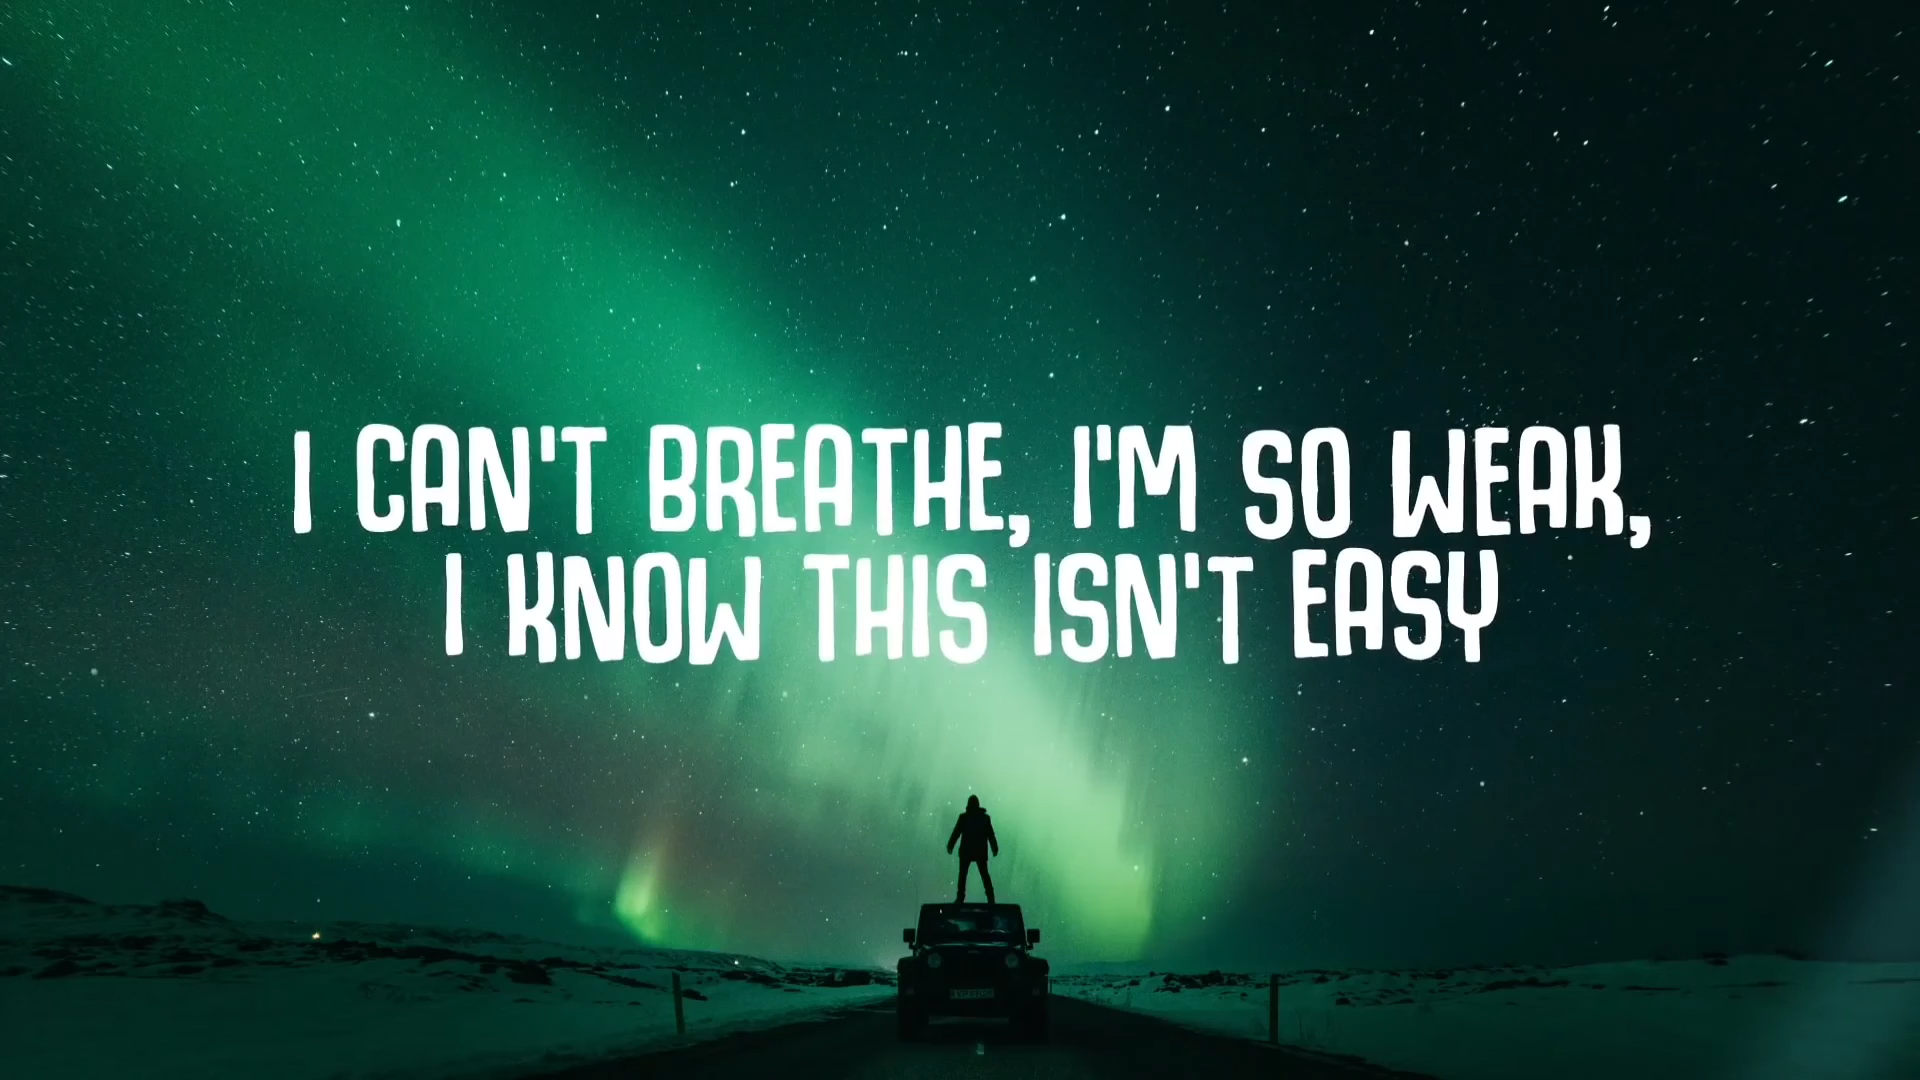 I CAN'T BREATHE, I'M SO WEAK,
I KNOW THIS ISN'T EASY